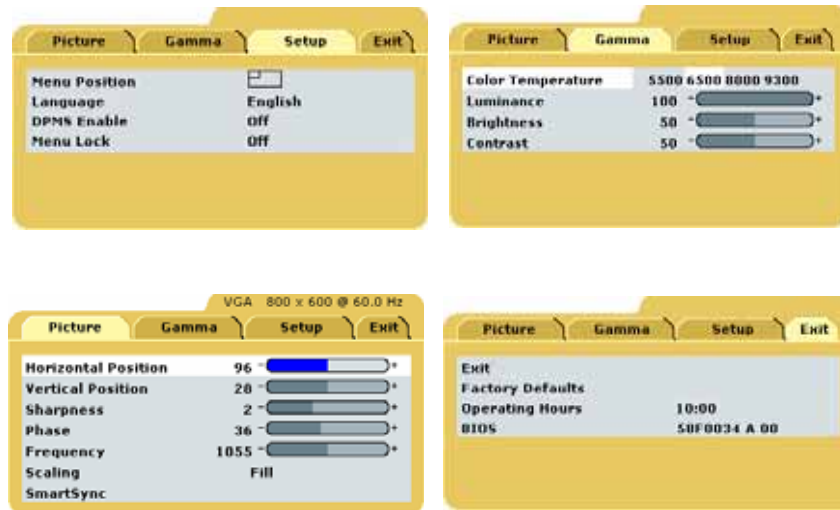 Picture Gamma Setup Exit
Menu Position
Language English
DPMS Enable Off
Menu Lock Off
Picture Gamma Setup Exit
Color Temperature 5500 6500 8000 9300
Luminance 100 - +
Brightness 50 - +
Contrast 50 - +
VGA 800 x 600 @ 60.0 Hz
Picture Gamma Setup Exit
Horizontal Position 96 - +
Vertical Position 28 - +
Sharpness 2 - +
Phase 36 - +
Frequency 1055 - +
Scaling Fill
SmartSync
Picture Gamma Setup Exit
Exit
Factory Defaults
Operating Hours 10:00
BIOS 58F0034 A 00